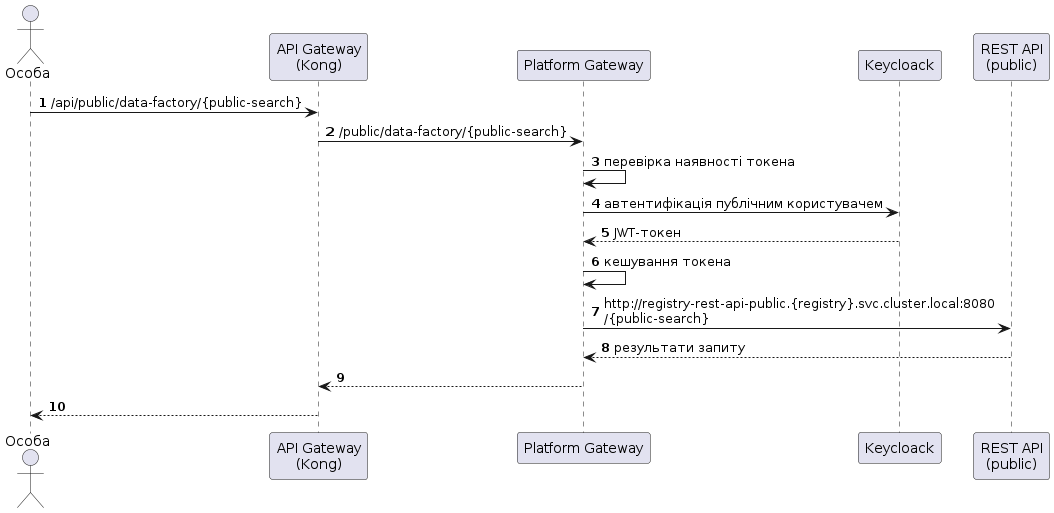 Особа
API Gateway
(Kong)
Platform Gateway
Keycloack
REST API
(public)
1 /api/public/data-factory/{public-search}
2 /public/data-factory/{public-search}
3 перевірка наявності токена
4 автентифікація публічним користувачем
5 JWT-токен
6 кешування токена
7 http://registry-rest-api-public.{registry}.svc.cluster.local:8080
/{public-search}
8 результати запиту
9
10
Особа
API Gateway
(Kong)
Platform Gateway
Keycloack
REST API
(public)